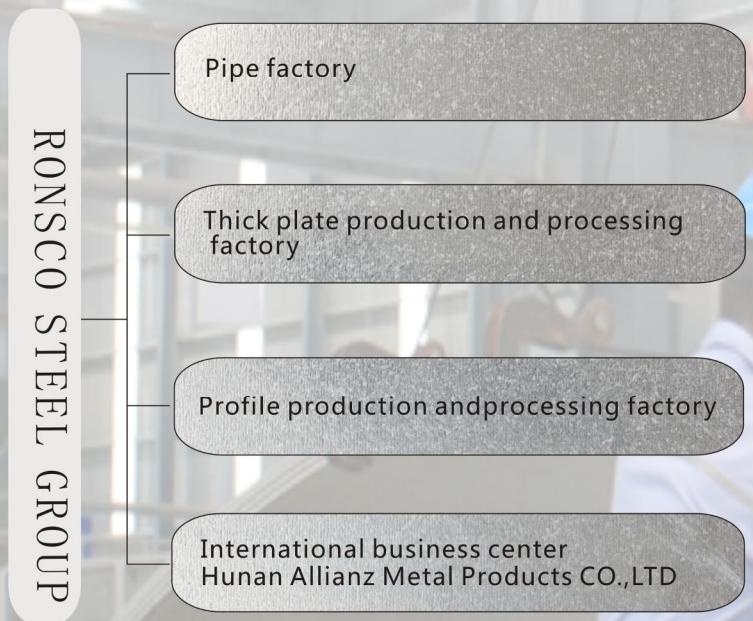 RONSCO STEEL GROUP
Pipe factory
Thick plate production and processing
factory
Profile production andprocessing factory
International business center
Hunan Allianz Metal Products CO.,LTD